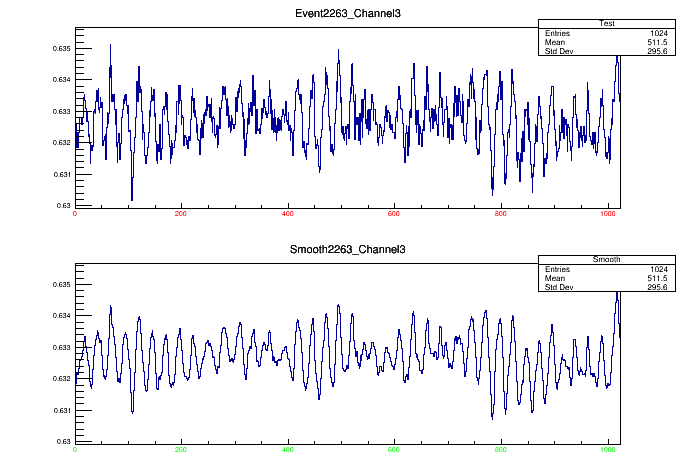 Event2263_Channel3
Test
Entries 1024
Mean 511.5
Std Dev 295.6
0.635
0.634
0.633
0.632
0.631
0.63
0 200 400 600 800 1000
Smooth2263_Channel3
Smooth
Entries 1024
Mean 511.5
Std Dev 295.6
0.635
0.634
0.633
0.632
0.631
0.63
0 200 400 600 800 1000